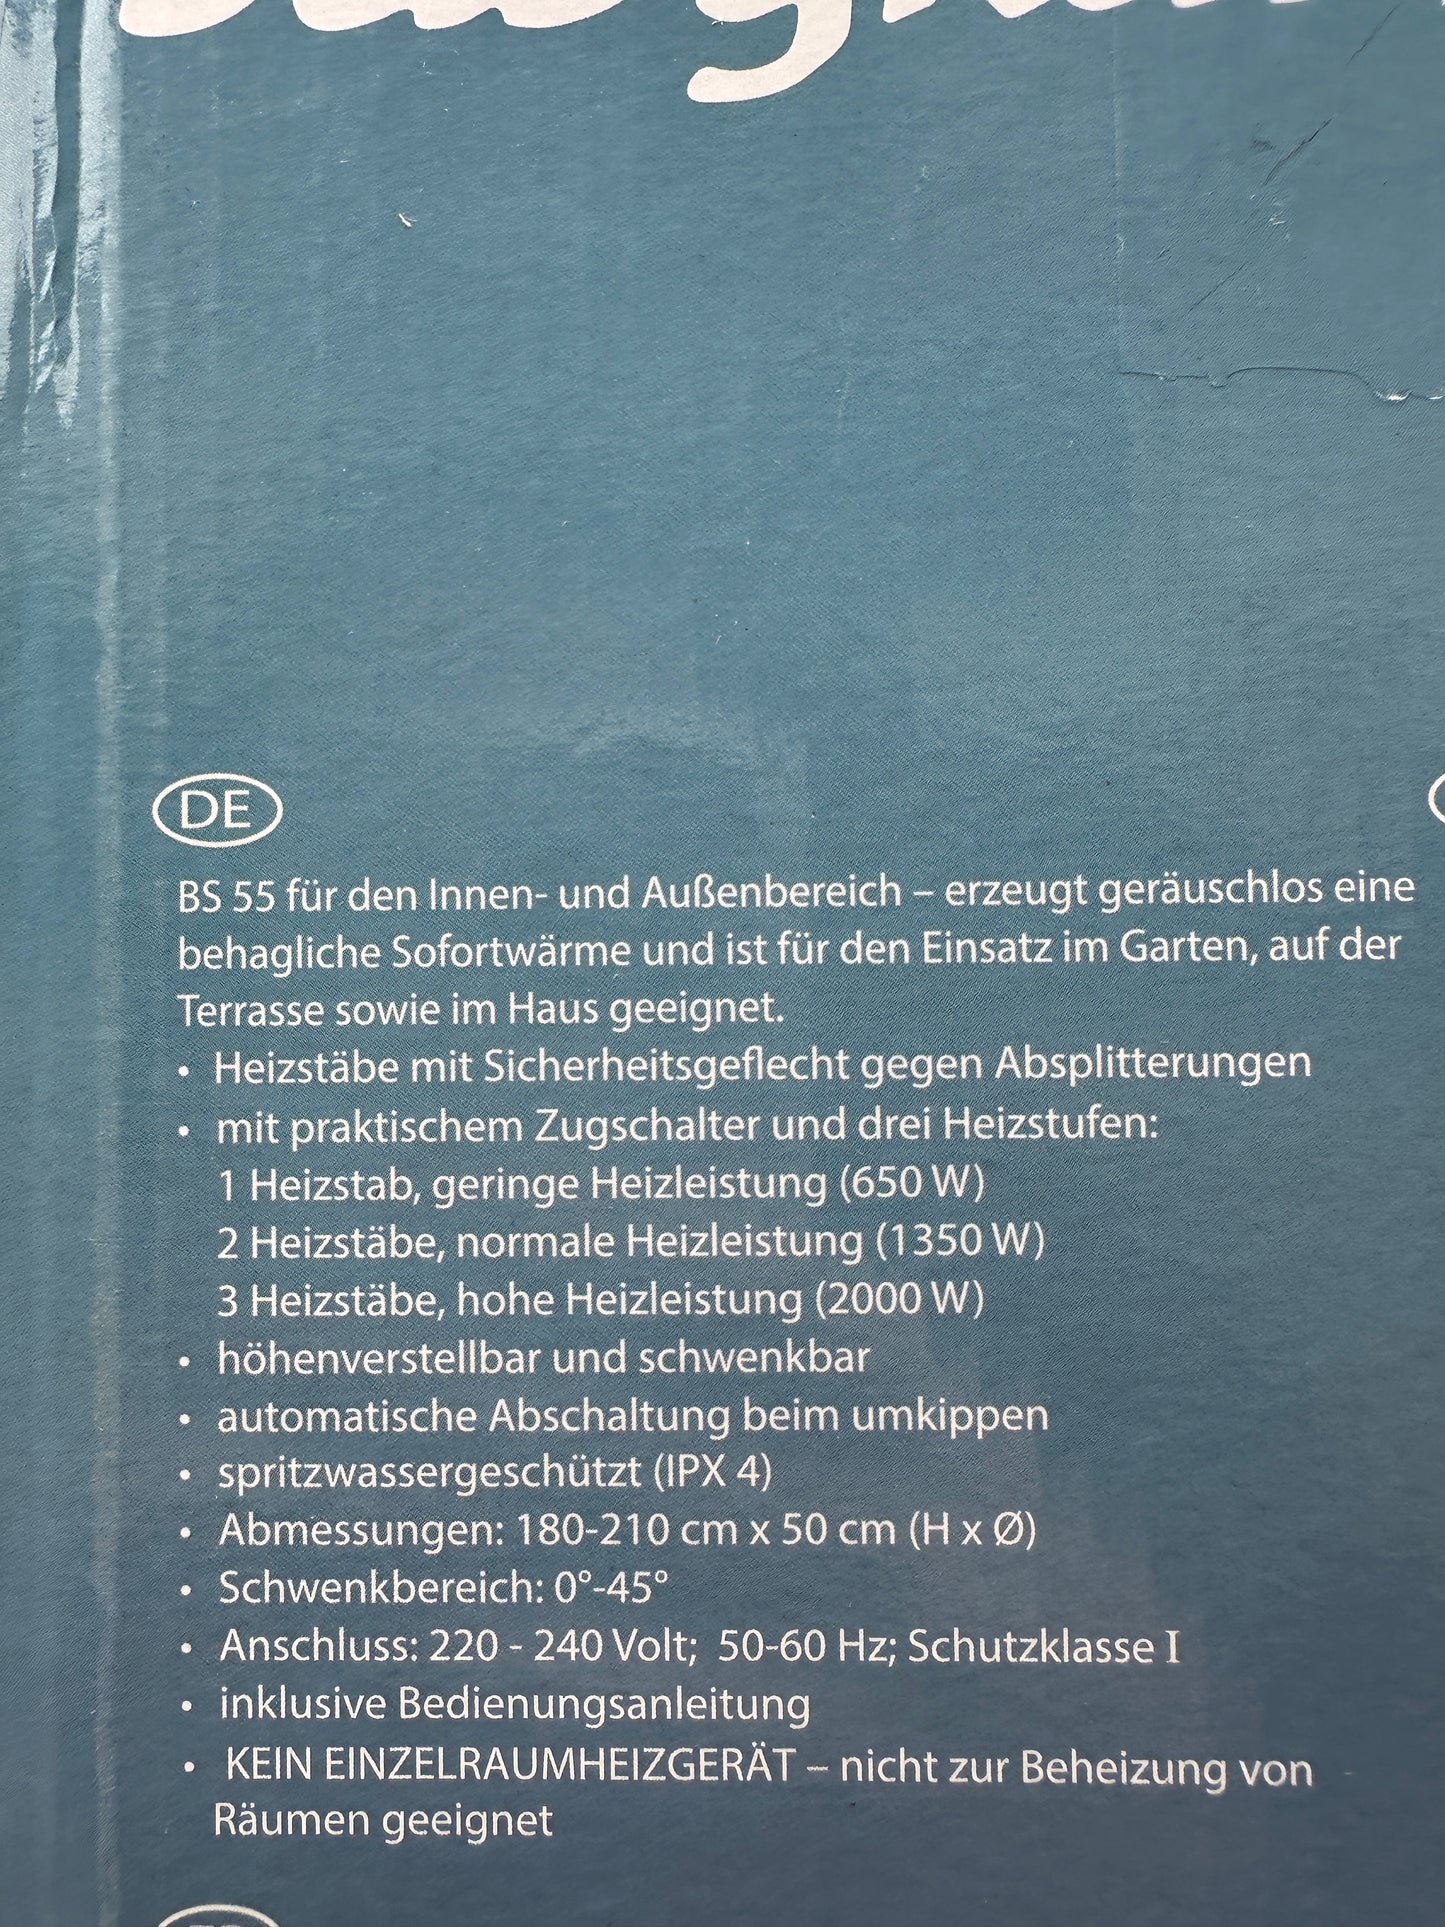 DE
BS 55 für den Innen- und Außenbereich – erzeugt geräuschlos eine
behagliche Sofortwärme und ist für den Einsatz im Garten, auf der
Terrasse sowie im Haus geeignet.
• Heizstäbe mit Sicherheitsgeflecht gegen Absplitterungen
• mit praktischem Zugschalter und drei Heizstufen:
1 Heizstab, geringe Heizleistung (650 W)
2 Heizstäbe, normale Heizleistung (1350 W)
3 Heizstäbe, hohe Heizleistung (2000 W)
• höhenverstellbar und schwenkbar
• automatische Abschaltung beim umkippen
• spritzwassergeschützt (IPX 4)
• Abmessungen: 180-210 cm x 50 cm (H x Ø)
• Schwenkbereich: 0°-45°
• Anschluss: 220 - 240 Volt; 50-60 Hz; Schutzklasse I
• inklusive Bedienungsanleitung
• KEIN EINZELRAUMHEIZGERÄT – nicht zur Beheizung von
Räumen geeignet